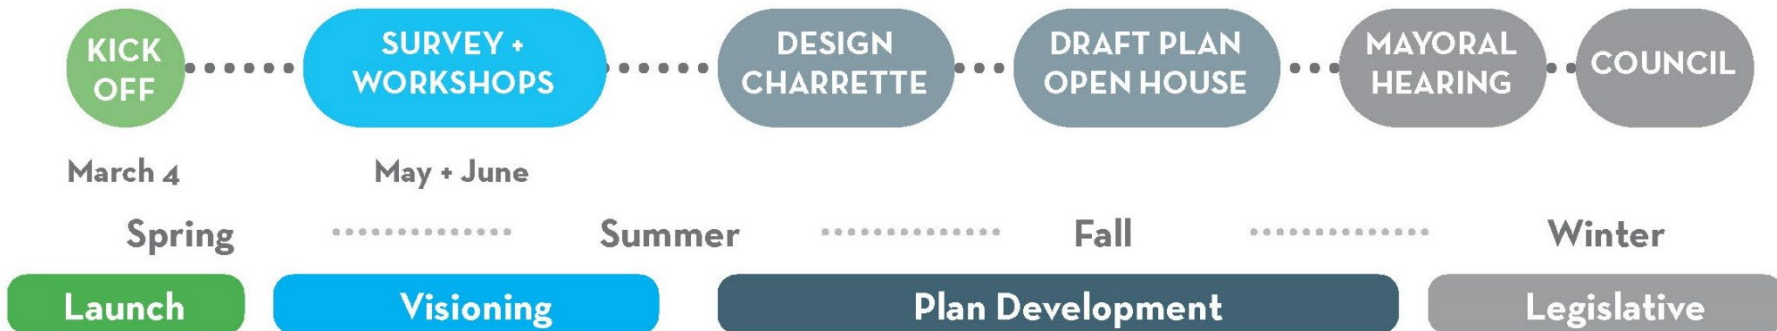 KICK
OFF
SURVEY +
WORKSHOPS
DESIGN
CHARRETTE
DRAFT PLAN
OPEN HOUSE
MAYORAL
HEARING
COUNCIL
March 4
May + June
Spring
Summer
Fall
Winter
Launch
Visioning
Plan Development
Legislative